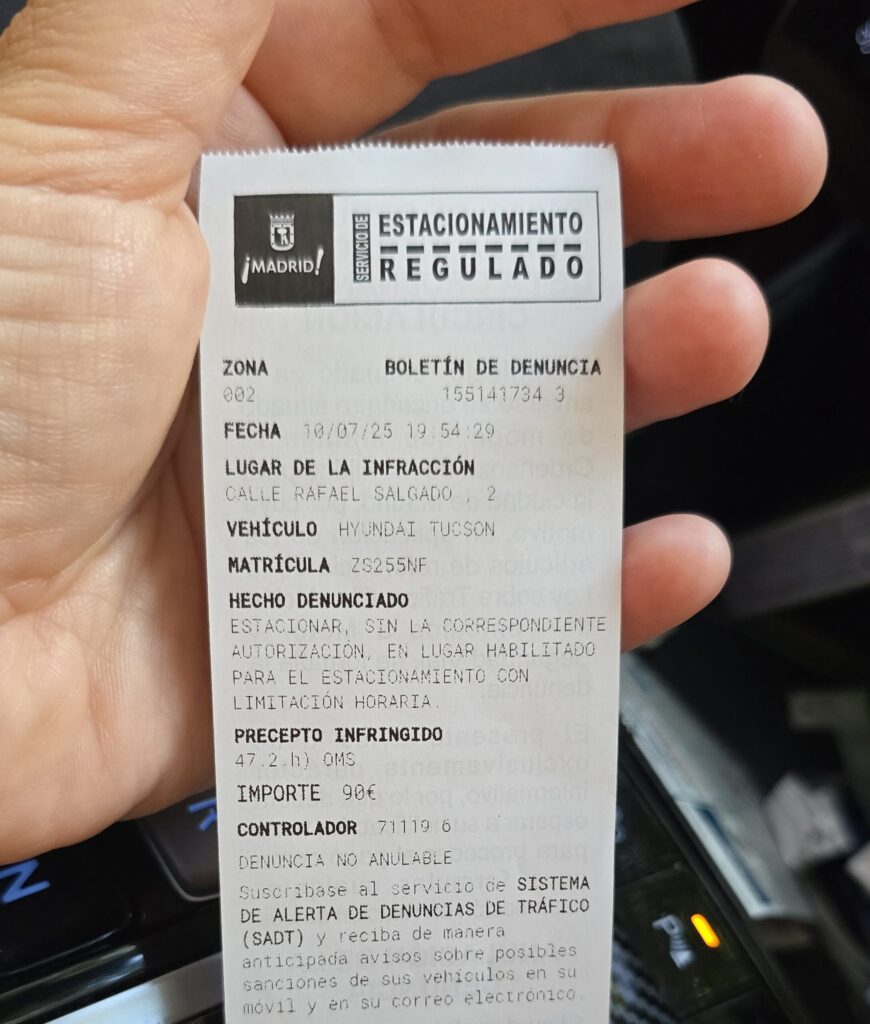 ¡MADRID!
SERVICIO DE
ESTACIONAMIENTO
REGULADO
ZONA BOLETÍN DE DENUNCIA
002 155141734 3
FECHA 10/07/25 19:54:29
LUGAR DE LA INFRACCIÓN
CALLE RAFAEL SALGADO , 2
VEHÍCULO HYUNDAI TUCSON
MATRÍCULA ZS255NF
HECHO DENUNCIADO
ESTACIONAR, SIN LA CORRESPONDIENTE
AUTORIZACIÓN, EN LUGAR HABILITADO
PARA EL ESTACIONAMIENTO CON
LIMITACIÓN HORARIA.
PRECEPTO INFRINGIDO
47.2.h) OMS
IMPORTE 90€
CONTROLADOR 71119 6
DENUNCIA NO ANULABLE
Suscríbase al servicio de SISTEMA
DE ALERTA DE DENUNCIAS DE TRÁFICO
(SADT) y reciba de manera
anticipada avisos sobre posibles
sanciones de sus vehículos en su
móvil y en su correo electrónico.
R
N
P